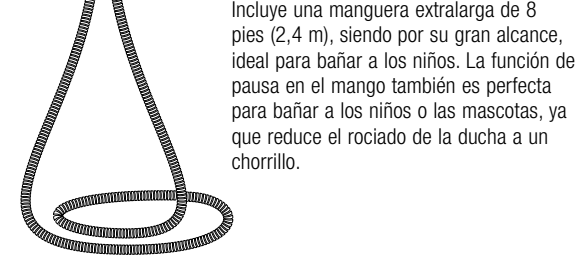 Incluye una manguera extralarga de 8
pies (2,4 m), siendo por su gran alcance,
ideal para bañar a los niños. La función de
pausa en el mango también es perfecta
para bañar a los niños o las mascotas, ya
que reduce el rociado de la ducha a un
chorrillo.